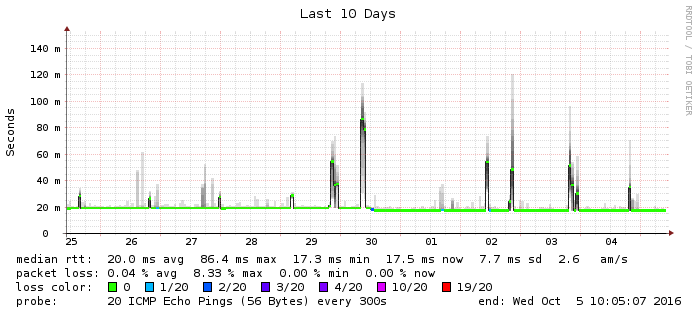 Last 10 Days
RRDTOOL / TOBI OETIKER
Seconds
140 m
120 m
100 m
80 m
60 m
40 m
20 m
0
25 26 27 28 29 30 01 02 03 04
median rtt: 20.0 ms avg 86.4 ms max 17.3 ms min 17.5 ms now 7.7 ms sd 2.6 am/s
packet loss: 0.04 % avg 8.33 % max 0.00 % min 0.00 % now
loss color: 0 1/20 2/20 3/20 4/20 10/20 19/20
probe: 20 ICMP Echo Pings (56 Bytes) every 300s end: Wed Oct 5 10:05:07 2016